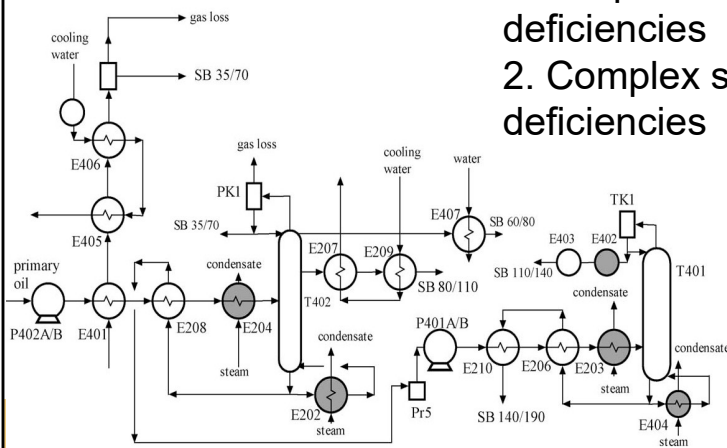 deficiencies
2. Complex s
deficiencies
gas loss
cooling
water
SB 35/70
E406
E405
gas loss
cooling
water
water
PK1
TK1
E407
SB 60/80
SB 35/70
E207
E209
E403
E402
primary
oil
condensate
SB 110/140
T401
SB 80/110
T402
condensate
P402A/B
E401
E208
E204
condensate
P401A/B
condensate
steam
E210
E206
E203
steam
E202
Pr5
SB 140/190
E404
steam
steam